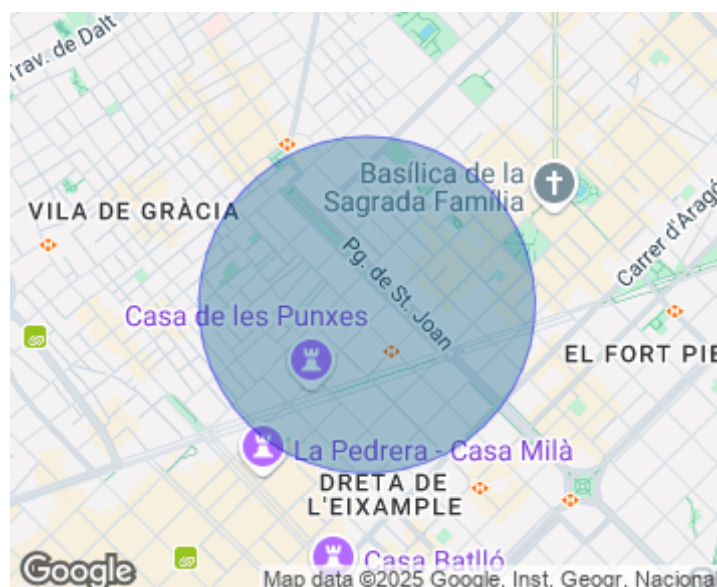 Trav. de Dalt
Basílica de la
Sagrada Família
VILA DE GRÀCIA
Carrer d'Aragó
Pg. de St. Joan
Casa de les Punxes
EL FORT PIE
La Pedrera - Casa Milà
DRETA DE
L'EIXAMPLE
Casa Batlló
Google
Map data ©2025 Google, Inst. Geogr. Naciona